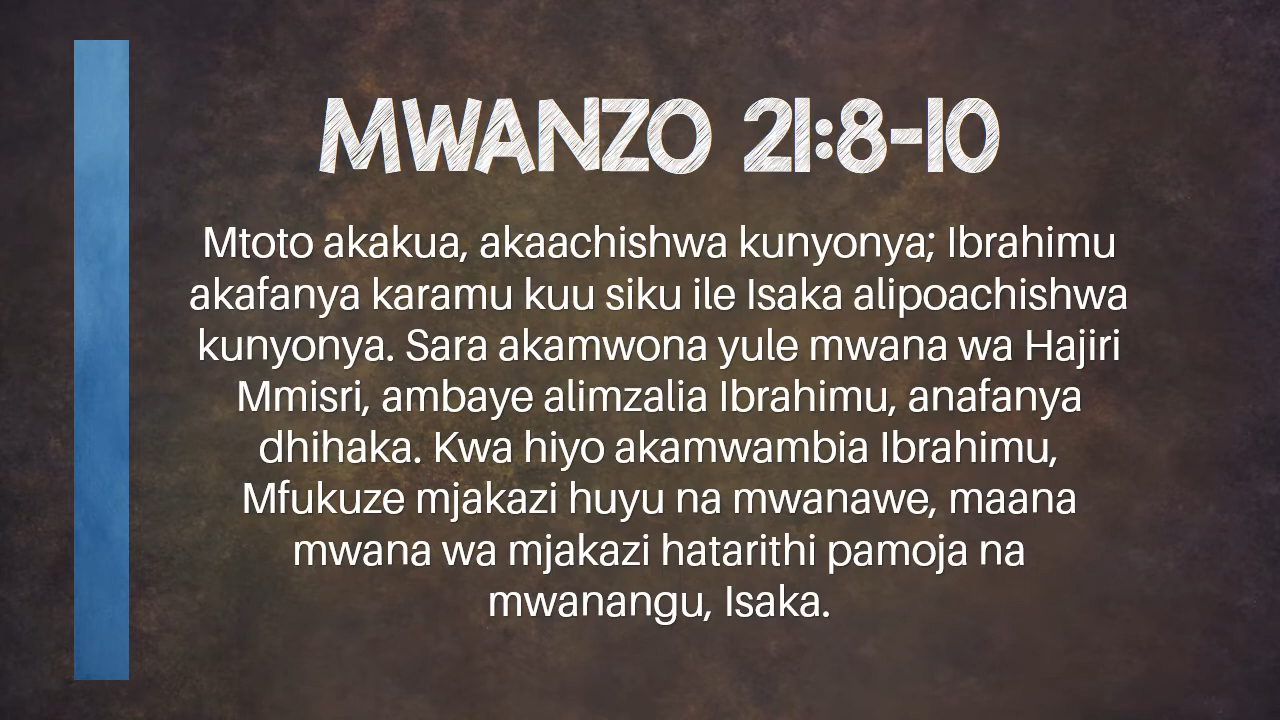 MWANZO 21:8-10
Mtoto akakua, akaachishwa kunyonya; Ibrahimu
akafanya karamu kuu siku ile Isaka alipoachishwa
kunyonya. Sara akamwona yule mwana wa Hajiri
Mmisri, ambaye alimzalia Ibrahimu, anafanya
dhihaka. Kwa hiyo akamwambia Ibrahimu,
Mfukuze mjakazi huyu na mwanawe, maana
mwana wa mjakazi hatarithi pamoja na
mwanangu, Isaka.